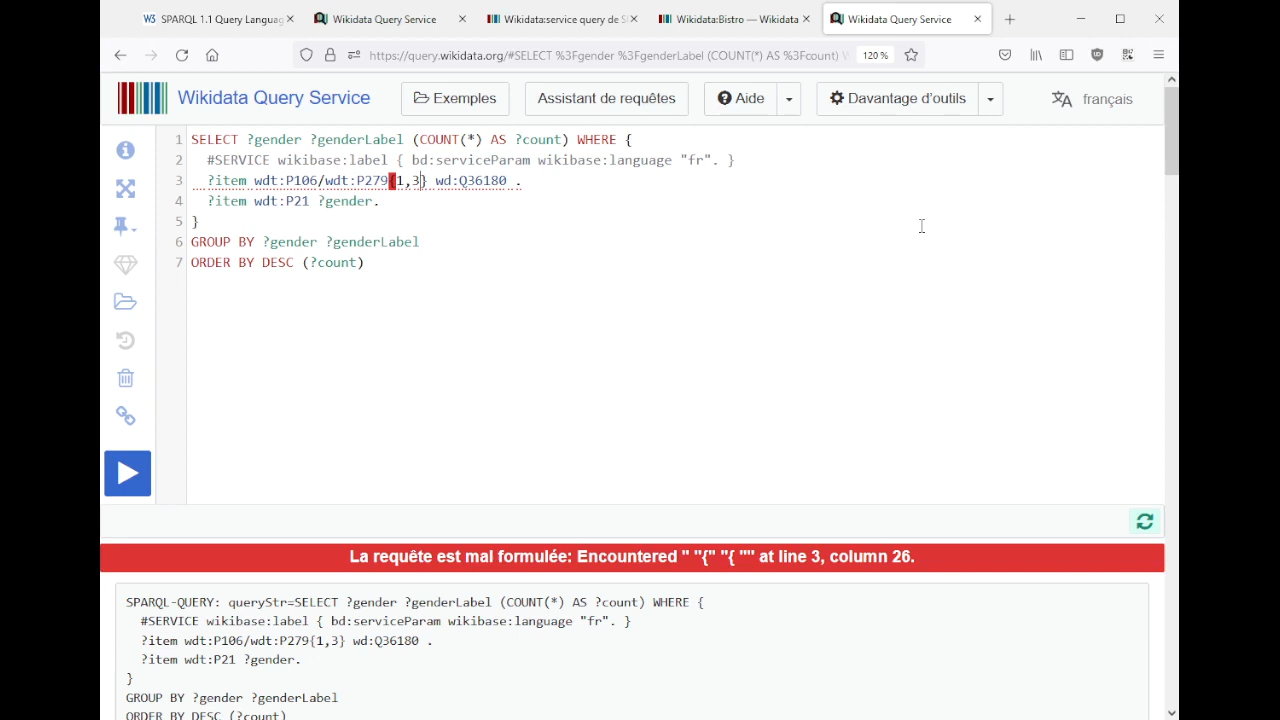 W3 SPARQL 1.1 Query Languag
Wikidata Query Service
Wikidata:service query de S
Wikidata:Bistro — Wikidata
Wikidata Query Service
https://query.wikidata.org/#SELECT %3Fgender %3FgenderLabel (COUNT(*) AS %3Fcount) W
120 %
Wikidata Query Service
Exemples
Assistant de requêtes
Aide
Davantage d'outils
français
1 SELECT ?gender ?genderLabel (COUNT(*) AS ?count) WHERE {
2 #SERVICE wikibase:label { bd:serviceParam wikibase:language "fr". }
3 ?item wdt:P106/wdt:P279{1,3} wd:Q36180 .
4 ?item wdt:P21 ?gender.
5 }
6 GROUP BY ?gender ?genderLabel
7 ORDER BY DESC (?count)
La requête est mal formulée: Encountered " "{" "{ "" at line 3, column 26.
SPARQL-QUERY: queryStr=SELECT ?gender ?genderLabel (COUNT(*) AS ?count) WHERE {
#SERVICE wikibase:label { bd:serviceParam wikibase:language "fr". }
?item wdt:P106/wdt:P279{1,3} wd:Q36180 .
?item wdt:P21 ?gender.
}
GROUP BY ?gender ?genderLabel
ORDER BY DESC (?count)